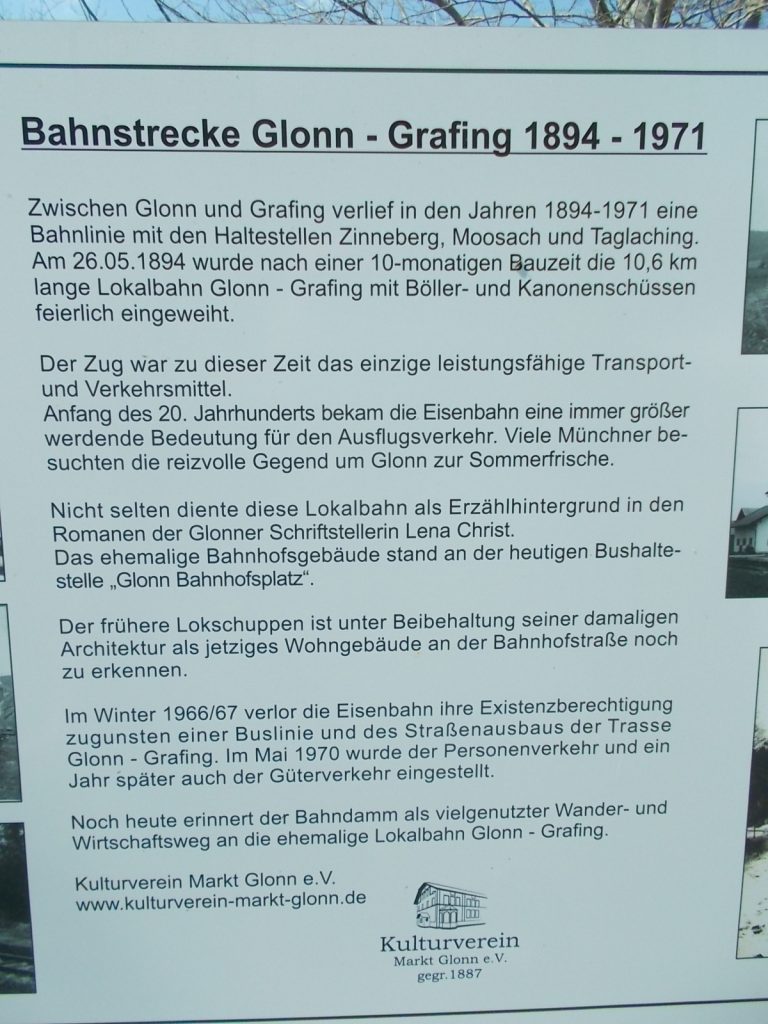 Bahnstrecke Glonn - Grafing 1894 - 1971
Zwischen Glonn und Grafing verlief in den Jahren 1894-1971 eine
Bahnlinie mit den Haltestellen Zinneberg, Moosach und Taglaching.
Am 26.05.1894 wurde nach einer 10-monatigen Bauzeit die 10,6 km
lange Lokalbahn Glonn - Grafing mit Böller- und Kanonenschüssen
feierlich eingeweiht.
Der Zug war zu dieser Zeit das einzige leistungsfähige Transport-
und Verkehrsmittel.
Anfang des 20. Jahrhunderts bekam die Eisenbahn eine immer größer
werdende Bedeutung für den Ausflugsverkehr. Viele Münchner be-
suchten die reizvolle Gegend um Glonn zur Sommerfrische.
Nicht selten diente diese Lokalbahn als Erzählhintergrund in den
Romanen der Glonner Schriftstellerin Lena Christ.
Das ehemalige Bahnhofsgebäude stand an der heutigen Bushalte-
stelle „Glonn Bahnhofsplatz“.
Der frühere Lokschuppen ist unter Beibehaltung seiner damaligen
Architektur als jetziges Wohngebäude an der Bahnhofstraße noch
zu erkennen.
Im Winter 1966/67 verlor die Eisenbahn ihre Existenzberechtigung
zugunsten einer Buslinie und des Straßenausbaus der Trasse
Glonn - Grafing. Im Mai 1970 wurde der Personenverkehr und ein
Jahr später auch der Güterverkehr eingestellt.
Noch heute erinnert der Bahndamm als vielgenutzter Wander- und
Wirtschaftsweg an die ehemalige Lokalbahn Glonn - Grafing.
Kulturverein Markt Glonn e.V.
www.kulturverein-markt-glonn.de
Kulturverein
Markt Glonn e.V.
gegr. 1887